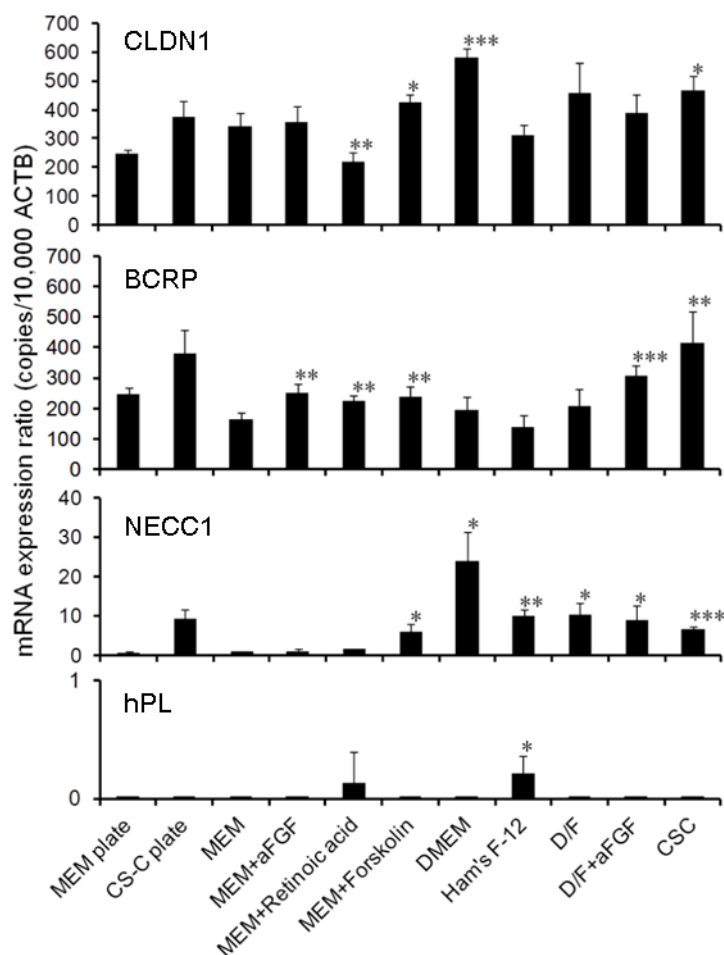 mRNA expression ratio (copies/10,000 ACTB)
CLDN1
700
600
500
400
300
200
100
0
**
*
***
*
BCRP
700
600
500
400
300
200
100
0
**
**
**
***
**
NECC1
40
30
20
10
0
*
*
**
*
*
***
hPL
1
0
*
MEM plate
CS-C plate
MEM
MEM+aFGF
MEM+Retinoic acid
MEM+Forskolin
DMEM
Ham's F-12
D/F
D/F+aFGF
CSC